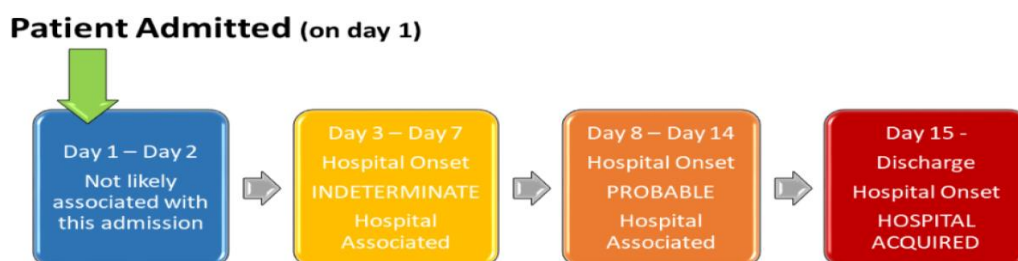 Patient Admitted (on day 1)
Day 1 – Day 2
Not likely
associated with
this admission
Day 3 – Day 7
Hospital Onset
INDETERMINATE
Hospital
Associated
Day 8 – Day 14
Hospital Onset
PROBABLE
Hospital
Associated
Day 15 -
Discharge
Hospital Onset
HOSPITAL
ACQUIRED